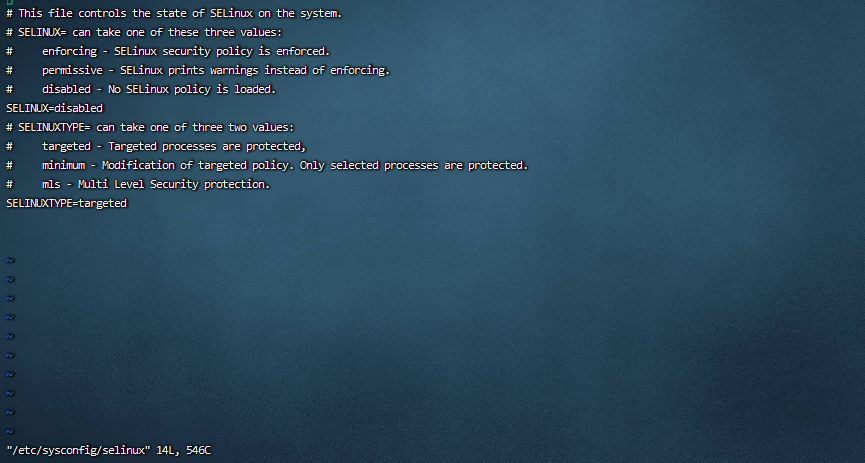 # This file controls the state of SELinux on the system.
# SELINUX= can take one of these three values:
#     enforcing - SELinux security policy is enforced.
#     permissive - SELinux prints warnings instead of enforcing.
#     disabled - No SELinux policy is loaded.
SELINUX=disabled
# SELINUXTYPE= can take one of three two values:
#     targeted - Targeted processes are protected,
#     minimum - Modification of targeted policy. Only selected processes are protected.
#     mls - Multi Level Security protection.
SELINUXTYPE=targeted
~
~
~
~
~
~
~
~
~
~
"/etc/sysconfig/selinux" 14L, 546C